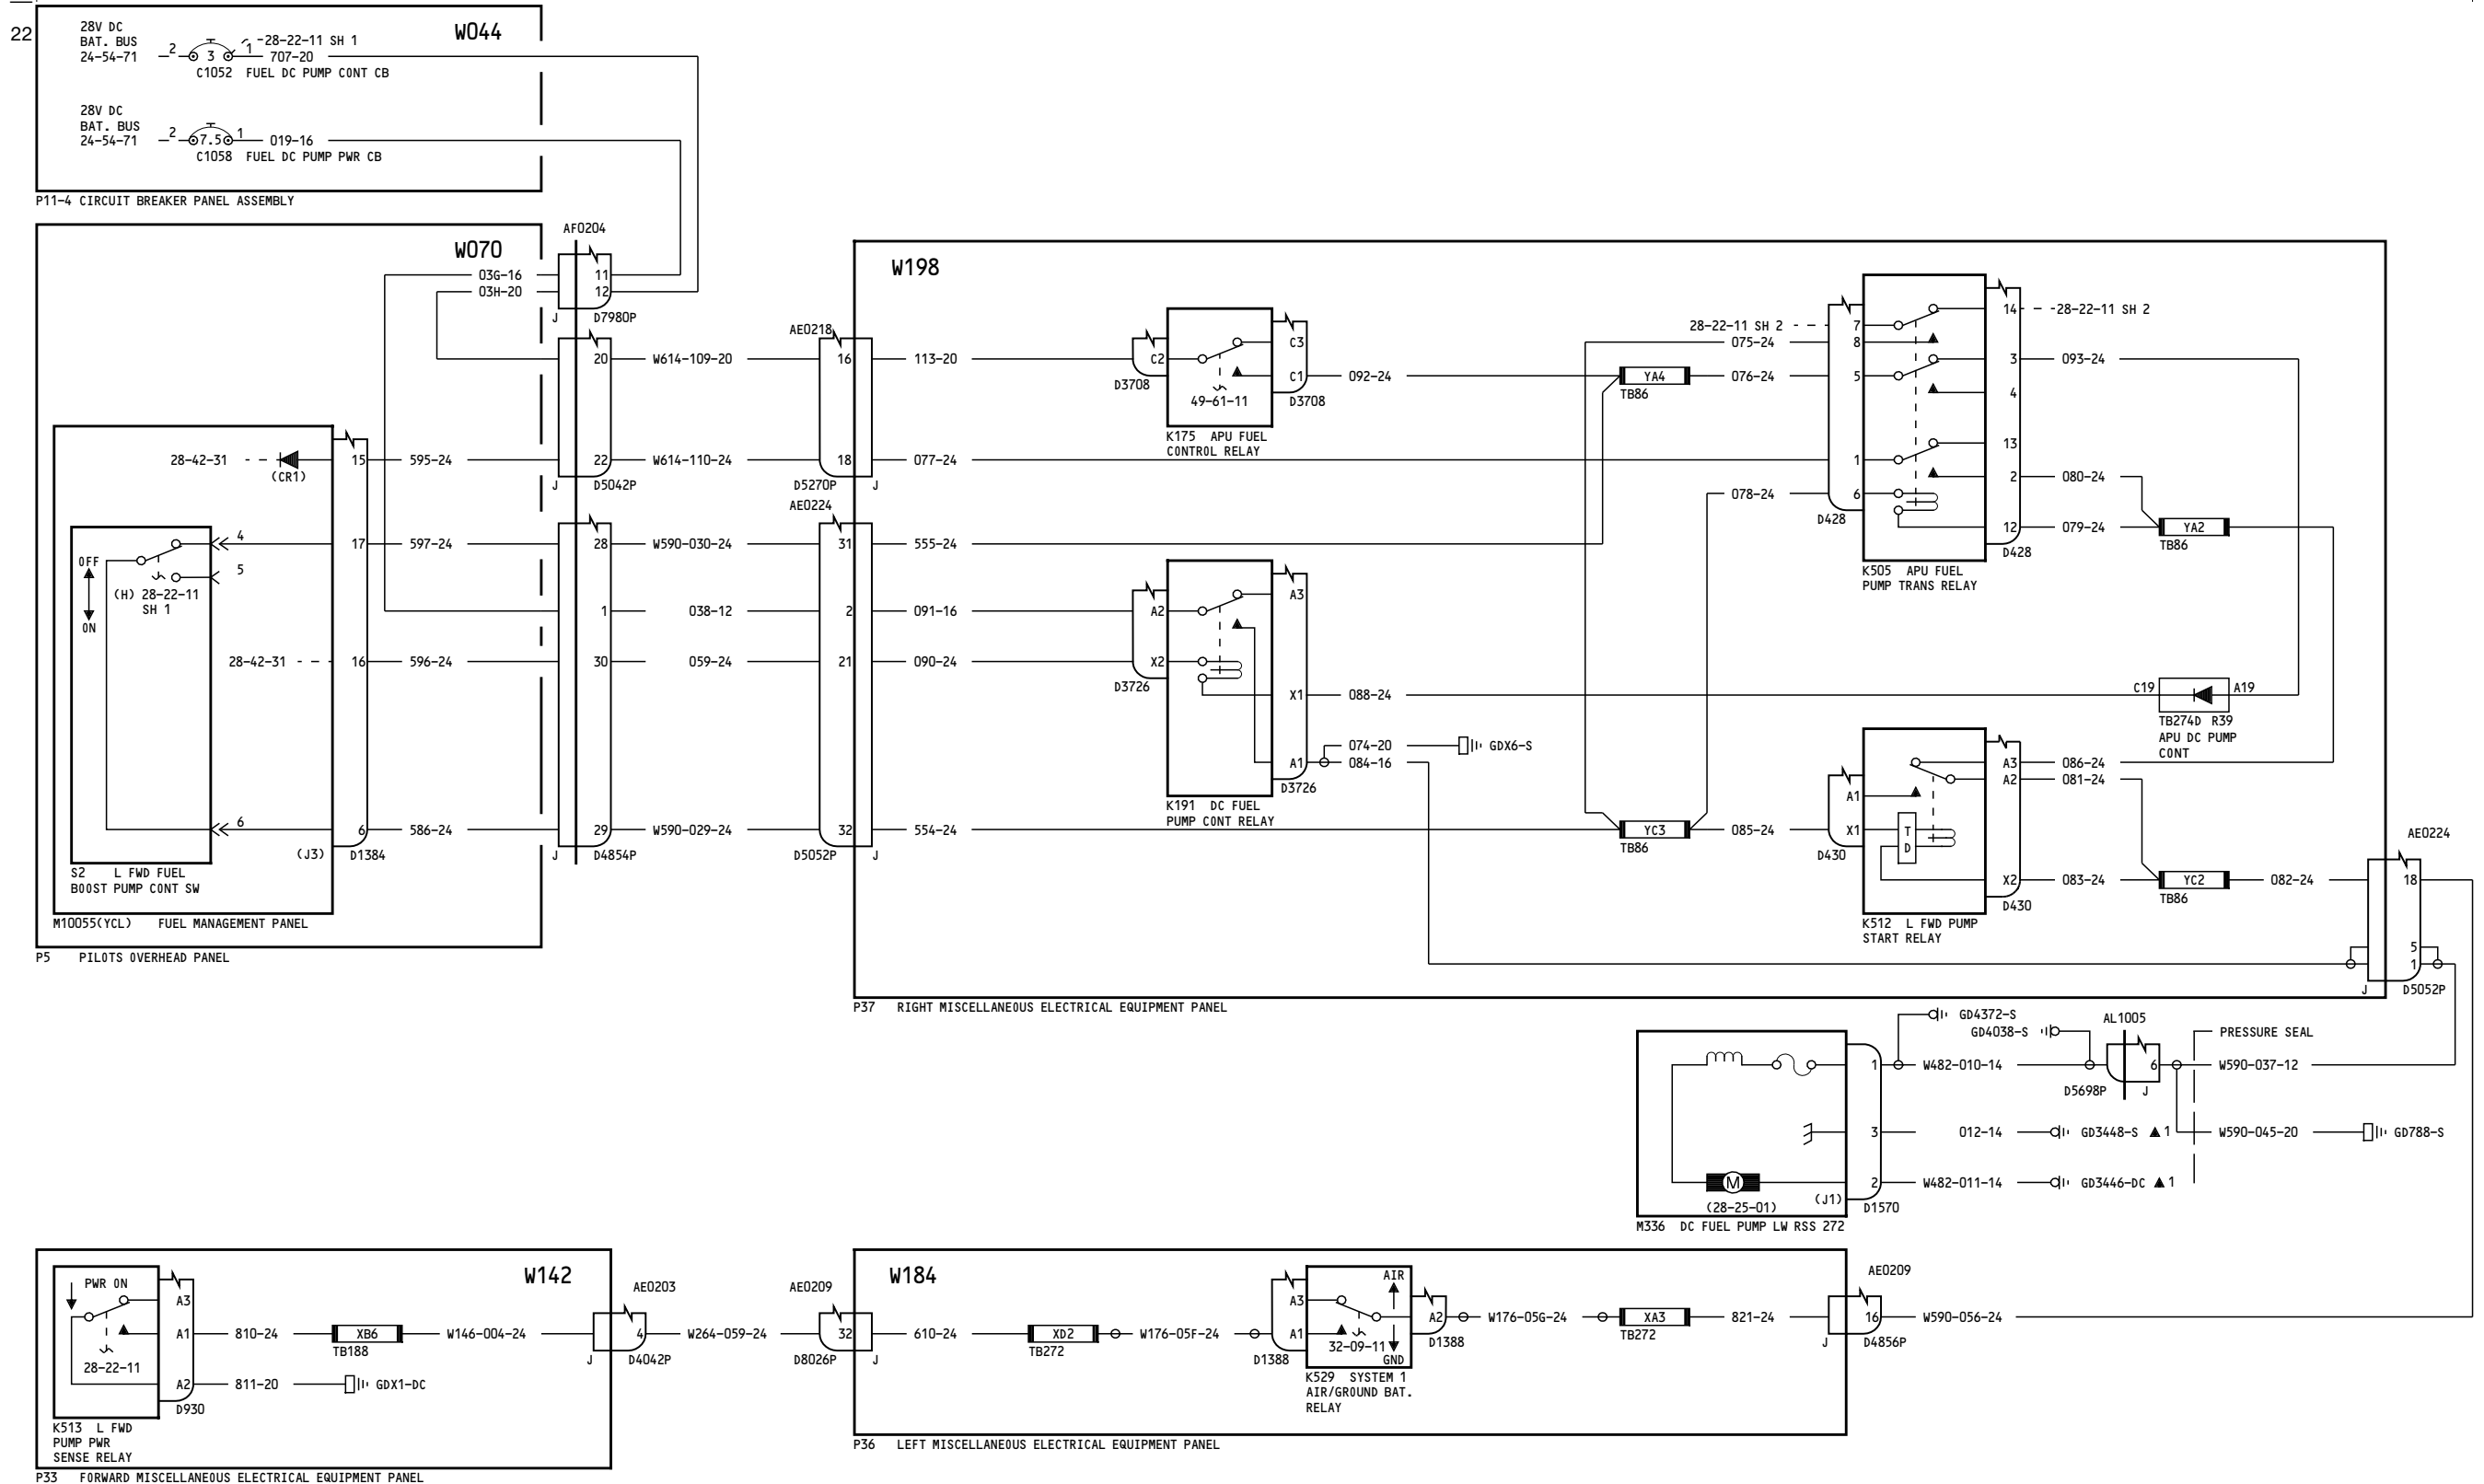 22
W044
28V DC
BAT. BUS
24-54-71
2
3
1
28-22-11 SH 1
707-20
C1052 FUEL DC PUMP CONT CB
28V DC
BAT. BUS
24-54-71
2
7.5
1
019-16
C1058 FUEL DC PUMP PWR CB
P11-4 CIRCUIT BREAKER PANEL ASSEMBLY
W070
AF0204
03G-16
11
03H-20
12
J
D7980P
20
W614-109-20
28-42-31
(CR1)
15
595-24
22
W614-110-24
J
D5042P
OFF
ON
4
17
597-24
28
W590-030-24
5
(H) 28-22-11
SH 1
1
038-12
28-42-31
16
596-24
30
059-24
6
6
586-24
29
W590-029-24
(J3)
D1384
J
D4854P
S2 L FWD FUEL
BOOST PUMP CONT SW
M10055(YCL) FUEL MANAGEMENT PANEL
P5 PILOTS OVERHEAD PANEL
W198
AE0218
16
113-20
18
077-24
D5270P
J
AE0224
31
555-24
2
091-16
21
090-24
32
554-24
D5052P
J
C2
C3
C1
D3708
49-61-11
D3708
092-24
K175 APU FUEL
CONTROL RELAY
A2
A3
X2
D3726
X1
088-24
074-20
GDX6-S
A1
084-16
D3726
K191 DC FUEL
PUMP CONT RELAY
YA4
TB86
28-22-11 SH 2
7
14
28-22-11 SH 2
075-24
8
3
093-24
076-24
5
4
13
1
2
080-24
078-24
6
12
079-24
D428
D428
YA2
TB86
K505 APU FUEL
PUMP TRANS RELAY
C19
A19
TB274D R39
APU DC PUMP
CONT
A3
086-24
A2
081-24
A1
YC3
TB86
085-24
X1
T
D
D430
X2
083-24
YC2
TB86
082-24
D430
K512 L FWD PUMP
START RELAY
AE0224
18
5
1
J
D5052P
P37 RIGHT MISCELLANEOUS ELECTRICAL EQUIPMENT PANEL
GD4372-S
GD4038-S
AL1005
PRESSURE SEAL
1
W482-010-14
6
W590-037-12
D5698P
J
3
012-14
GD3448-S
1
W590-045-20
GD788-S
M
2
W482-011-14
GD3446-DC
1
(28-25-01)
(J1)
D1570
M336 DC FUEL PUMP LW RSS 272
W142
PWR ON
A3
A1
810-24
XB6
TB188
W146-004-24
28-22-11
A2
811-20
GDX1-DC
D930
K513 L FWD
PUMP PWR
SENSE RELAY
P33 FORWARD MISCELLANEOUS ELECTRICAL EQUIPMENT PANEL
AE0203
4
W264-059-24
J
D4042P
AE0209
W184
32
610-24
D8026P
J
XD2
TB272
W176-05F-24
A3
A1
D1388
AIR
32-09-11
GND
A2
D1388
W176-05G-24
XA3
TB272
821-24
K529 SYSTEM 1
AIR/GROUND BAT.
RELAY
AE0209
16
W590-056-24
J
D4856P
P36 LEFT MISCELLANEOUS ELECTRICAL EQUIPMENT PANEL